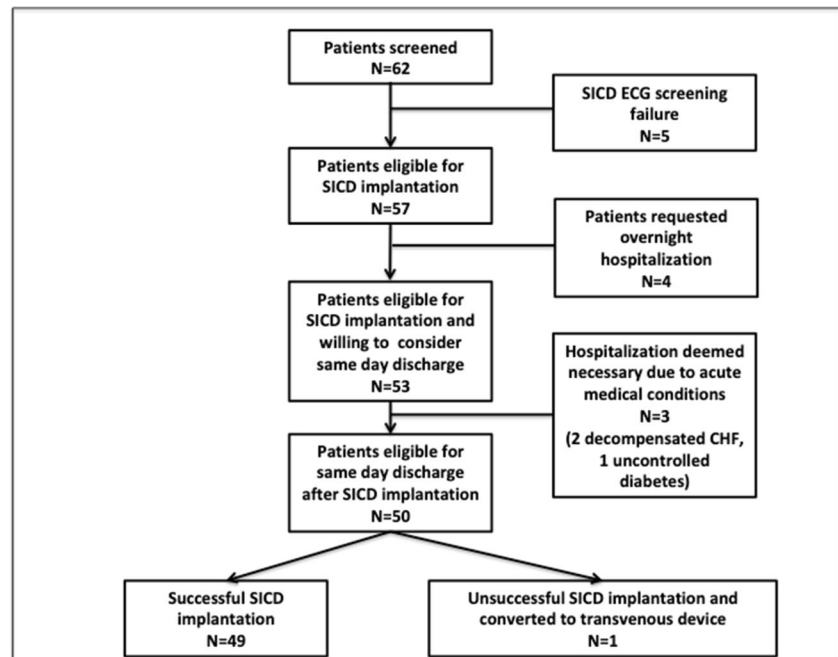 Patients screened
N=62
SICD ECG screening
failure
N=5
Patients eligible for
SICD implantation
N=57
Patients requested
overnight
hospitalization
N=4
Patients eligible for
SICD implantation and
willing to consider
same day discharge
N=53
Hospitalization deemed
necessary due to acute
medical conditions
N=3
(2 decompensated CHF,
1 uncontrolled
diabetes)
Patients eligible for
same day discharge
after SICD implantation
N=50
Successful SICD
implantation
N=49
Unsuccessful SICD implantation and
converted to transvenous device
N=1